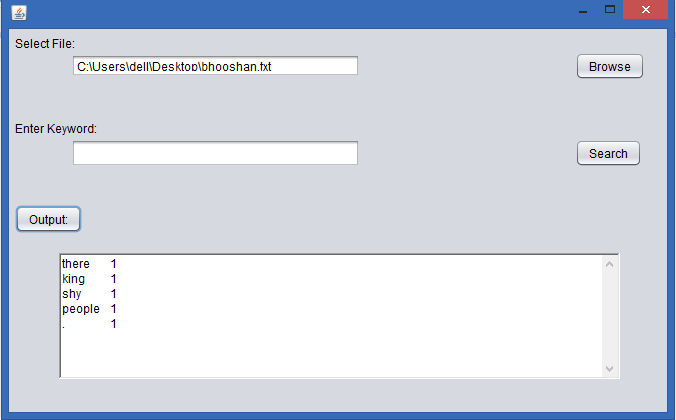 Select File:
C:\Users\dell\Desktop\bhooshan.txt
Browse
Enter Keyword:
Search
Output:
there 1
king 1
shy 1
people 1
. 1